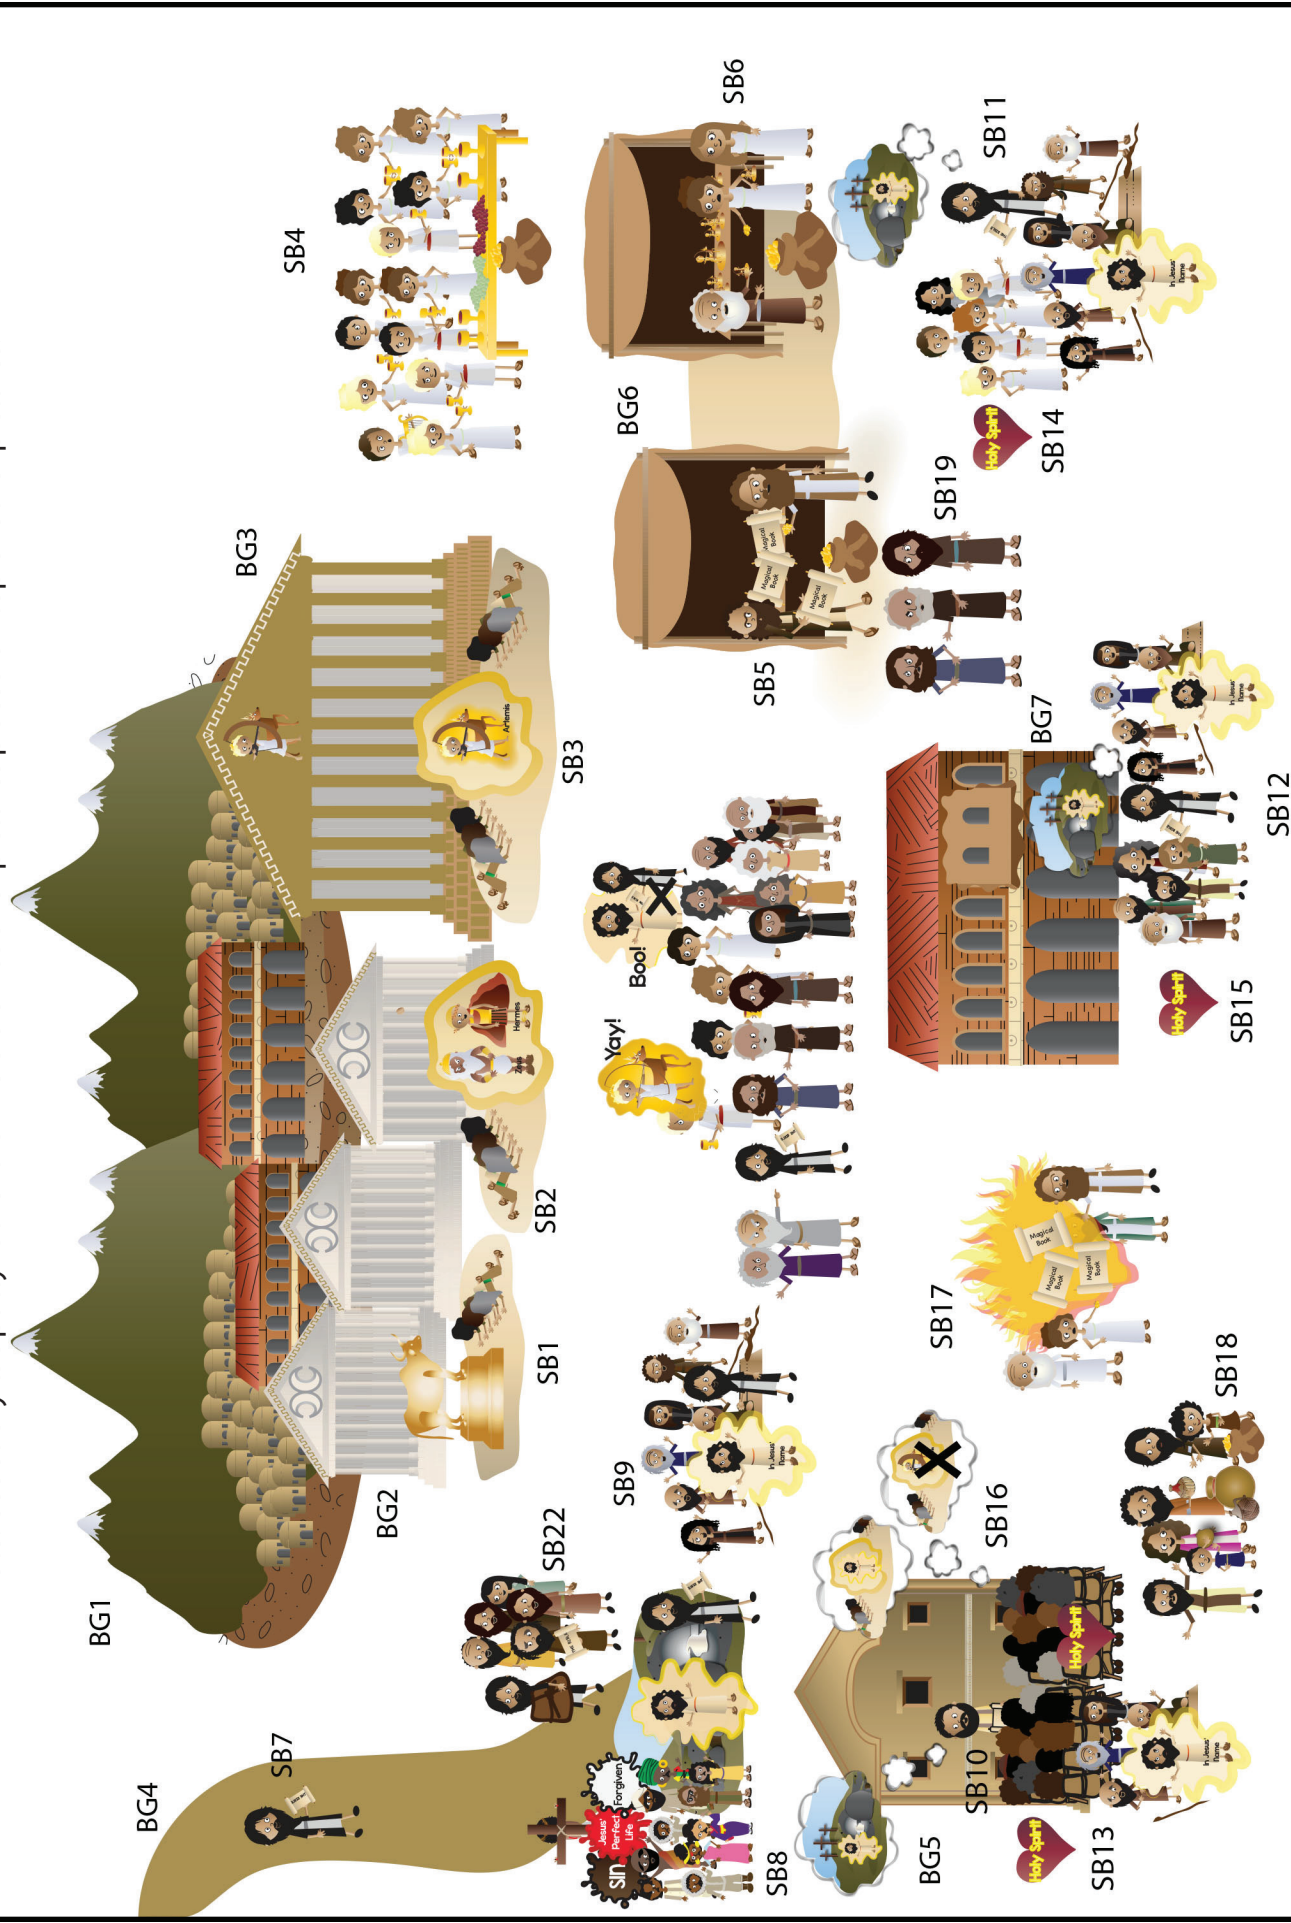 BG1
BG4
SB7
BG2
SB22
SB1
SB2
Zeus
Hermes
BG3
SB3
Artemis
SB4
SIN
Jesus'
Perfect
Life
Forgiven
SB8
SB9
In Jesus'
Name
Yay!
Boo!
SB5
Magical
Book
Magical
Book
Magical
Book
BG6
SB6
BG5
SB10
In Jesus'
Name
Holy Spirit
SB13
Holy Spirit
SB16
SB17
Magical
Book
Magical
Book
Magical
Book
SB18
SB19
BG7
SB12
In Jesus'
Name
Holy Spirit
SB15
SB11
In Jesus'
Name
Holy Spirit
SB14